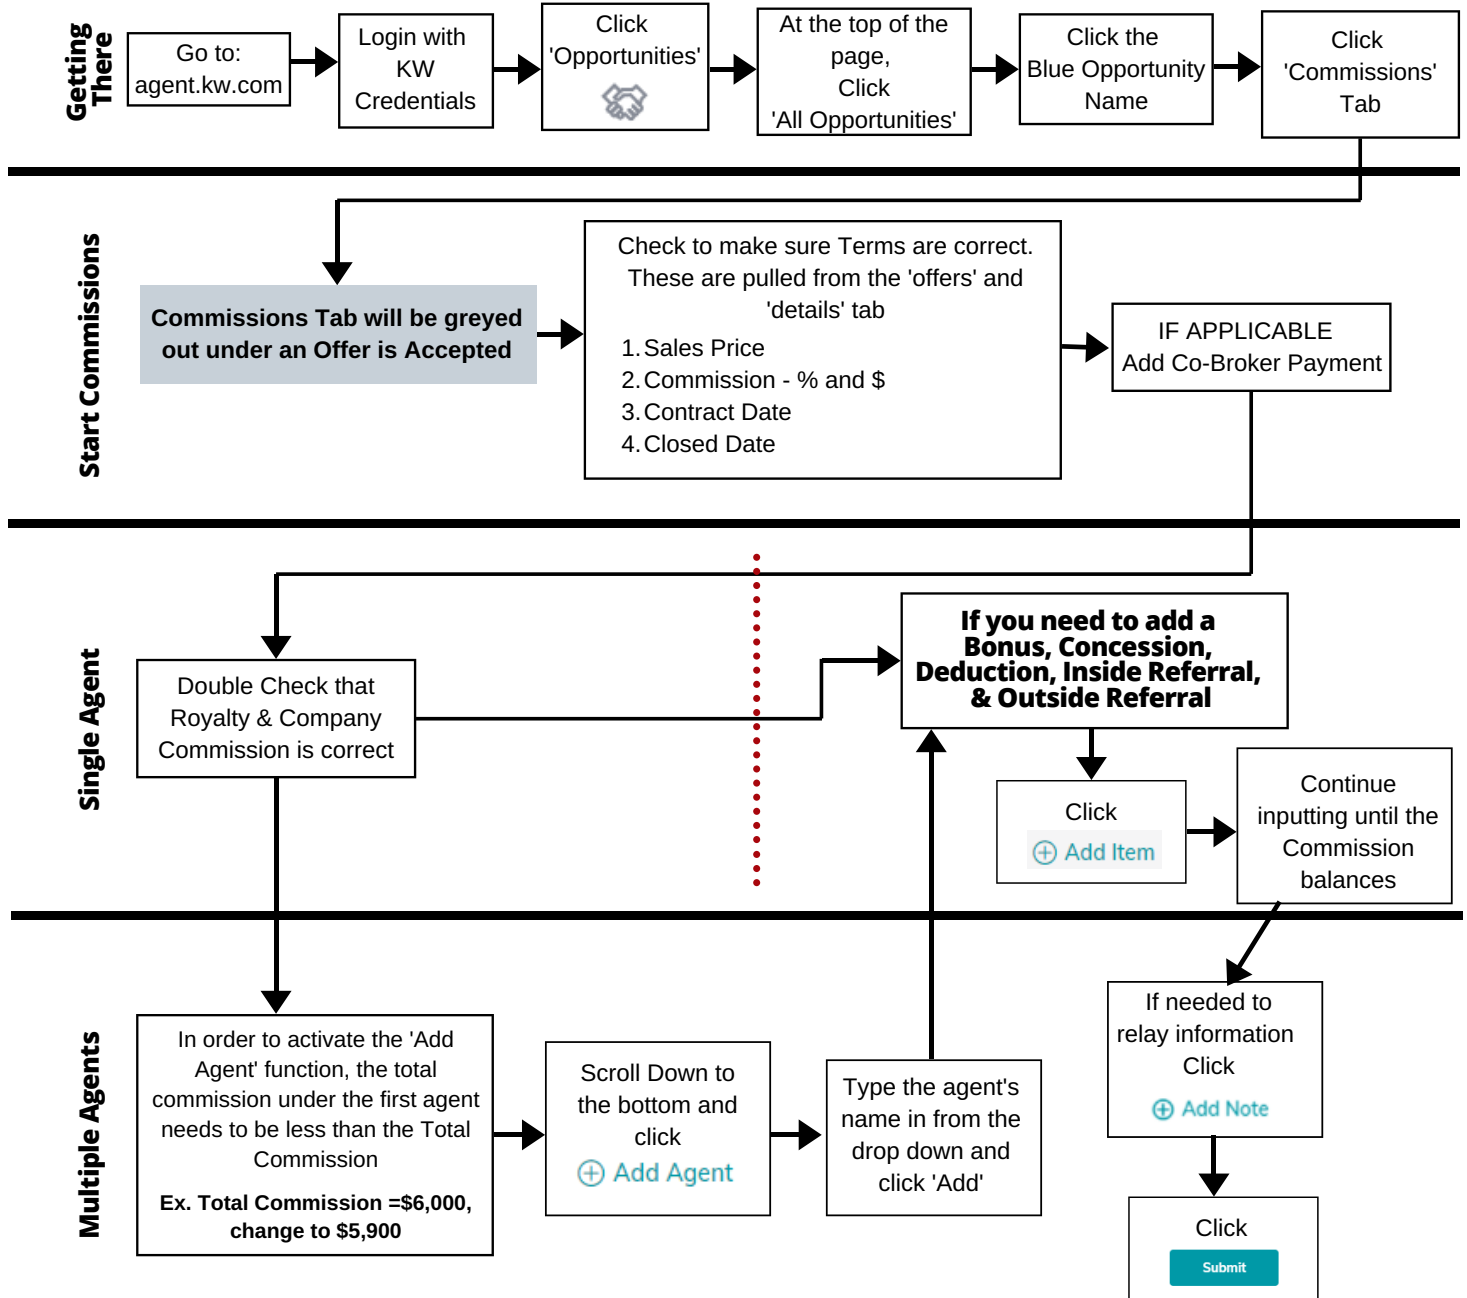 Getting
There
Go to:
agent.kw.com
Login with
KW
Credentials
Click
'Opportunities'
At the top of the
page,
Click
'All Opportunities'
Click the
Blue Opportunity
Name
Click
'Commissions'
Tab
Start Commissions
Commissions Tab will be greyed
out under an Offer is Accepted
Check to make sure Terms are correct.
These are pulled from the 'offers' and
'details' tab
1. Sales Price
2. Commission - % and $
3. Contract Date
4. Closed Date
IF APPLICABLE
Add Co-Broker Payment
Single Agent
Double Check that
Royalty & Company
Commission is correct
If you need to add a
Bonus, Concession,
Deduction, Inside Referral,
& Outside Referral
Click
Add Item
Continue
inputting until the
Commission
balances
Multiple Agents
In order to activate the 'Add
Agent' function, the total
commission under the first agent
needs to be less than the Total
Commission
Ex. Total Commission =$6,000,
change to $5,900
Scroll Down to
the bottom and
click
Add Agent
Type the agent's
name in from the
drop down and
click 'Add'
If needed to
relay information
Click
Add Note
Click
Submit